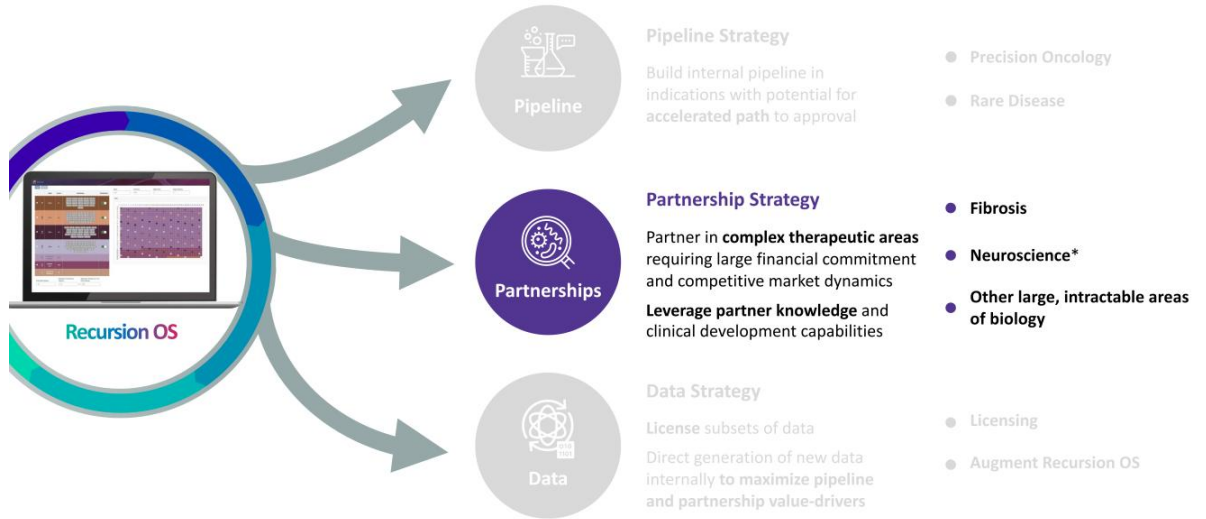 Pipeline Strategy
Build internal pipeline in
indications with potential for
accelerated path to approval
Pipeline
Precision Oncology
Rare Disease
Recursion OS
Partnership Strategy
Partner in complex therapeutic areas
requiring large financial commitment
and competitive market dynamics
Leverage partner knowledge and
clinical development capabilities
Partnerships
Fibrosis
Neuroscience*
Other large, intractable areas
of biology
Data Strategy
License subsets of data
Direct generation of new data
internally to maximize pipeline
and partnership value-drivers
Data
Licensing
Augment Recursion OS